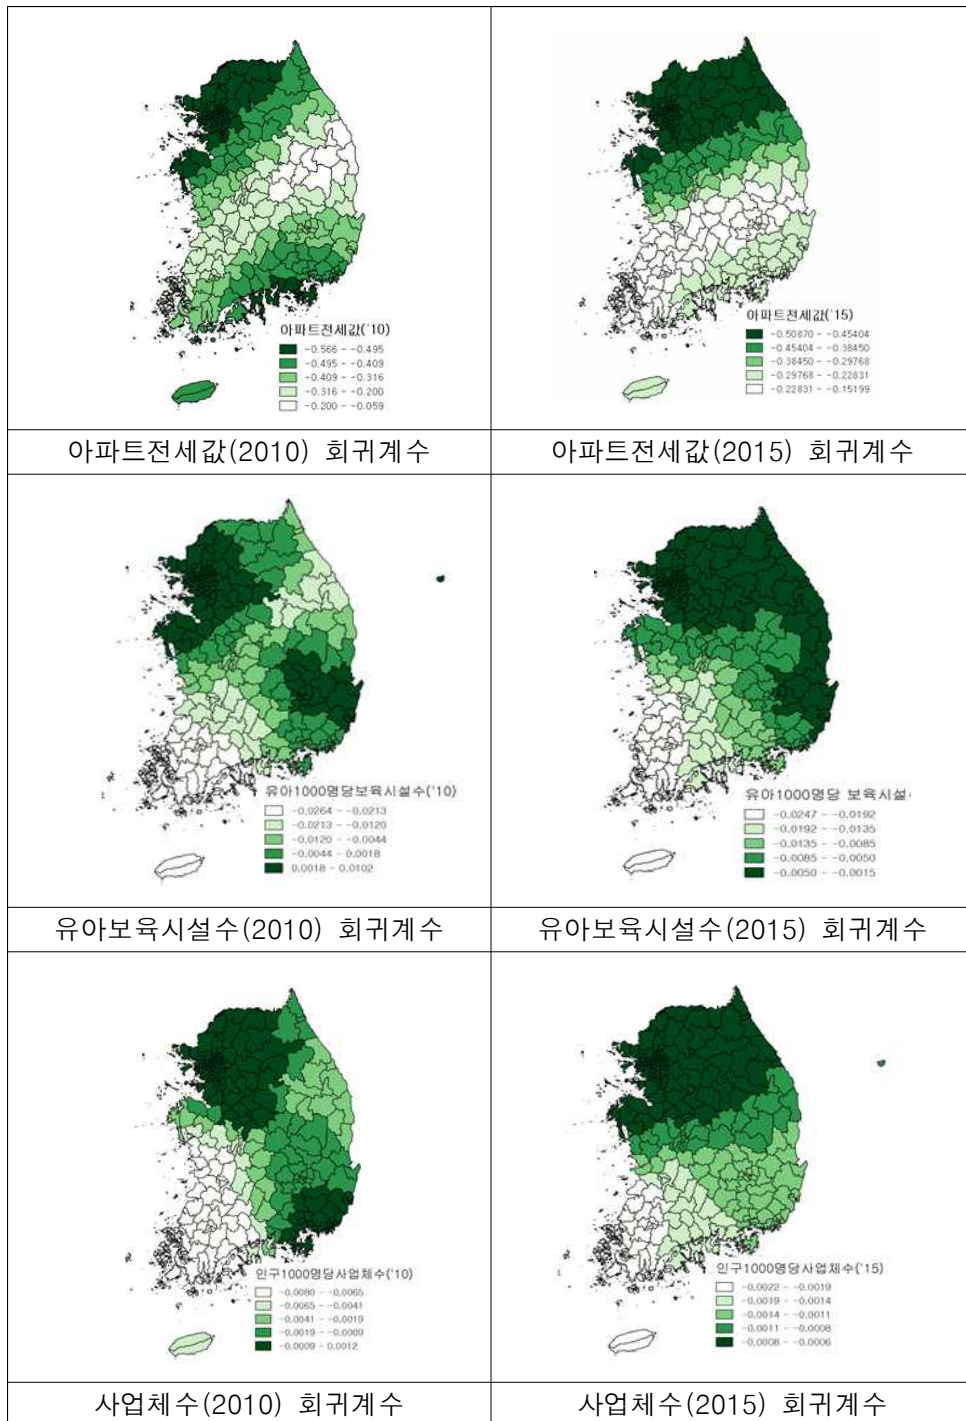 아파트전세값('10)
-0.566 - -0.495
-0.495 - -0.409
-0.409 - -0.316
-0.316 - -0.200
-0.200 - -0.059
아파트전세값('15)
-0.50870 - -0.45404
-0.45404 - -0.38450
-0.38450 - -0.29768
-0.29768 - -0.22831
-0.22831 - -0.15199
아파트전세값(2010) 회귀계수
아파트전세값(2015) 회귀계수
유아1000명당보육시설수('10)
-0.0264 - -0.0213
-0.0213 - -0.0120
-0.0120 - -0.0044
-0.0044 - 0.0018
0.0018 - 0.0102
유아1000명당 보육시설
-0.0247 - -0.0192
-0.0192 - -0.0135
-0.0135 - -0.0085
-0.0085 - -0.0050
-0.0050 - -0.0015
유아보육시설수(2010) 회귀계수
유아보육시설수(2015) 회귀계수
인구1000명당사업체수('10)
-0.0080 - -0.0065
-0.0065 - -0.0041
-0.0041 - -0.0019
-0.0019 - -0.0009
-0.0009 - 0.0012
인구1000명당사업체수('15)
-0.0022 - -0.0019
-0.0019 - -0.0014
-0.0014 - -0.0011
-0.0011 - -0.0008
-0.0008 - -0.0006
사업체수(2010) 회귀계수
사업체수(2015) 회귀계수